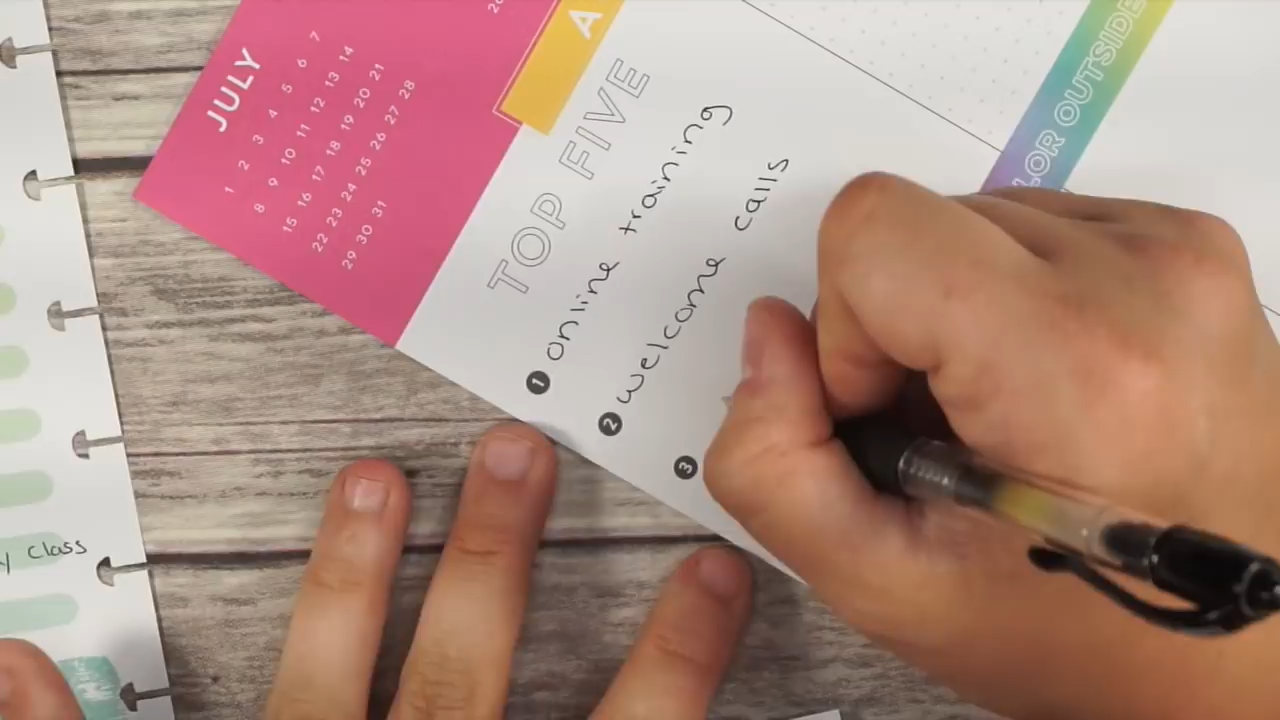 JULY
1 2 3 4 5 6 7
8 9 10 11 12 13 14
15 16 17 18 19 20 21
22 23 24 25 26 27 28
29 30 31
A
TOP FIVE
1 online training
2 welcome calls
3
OUTSIDE
class